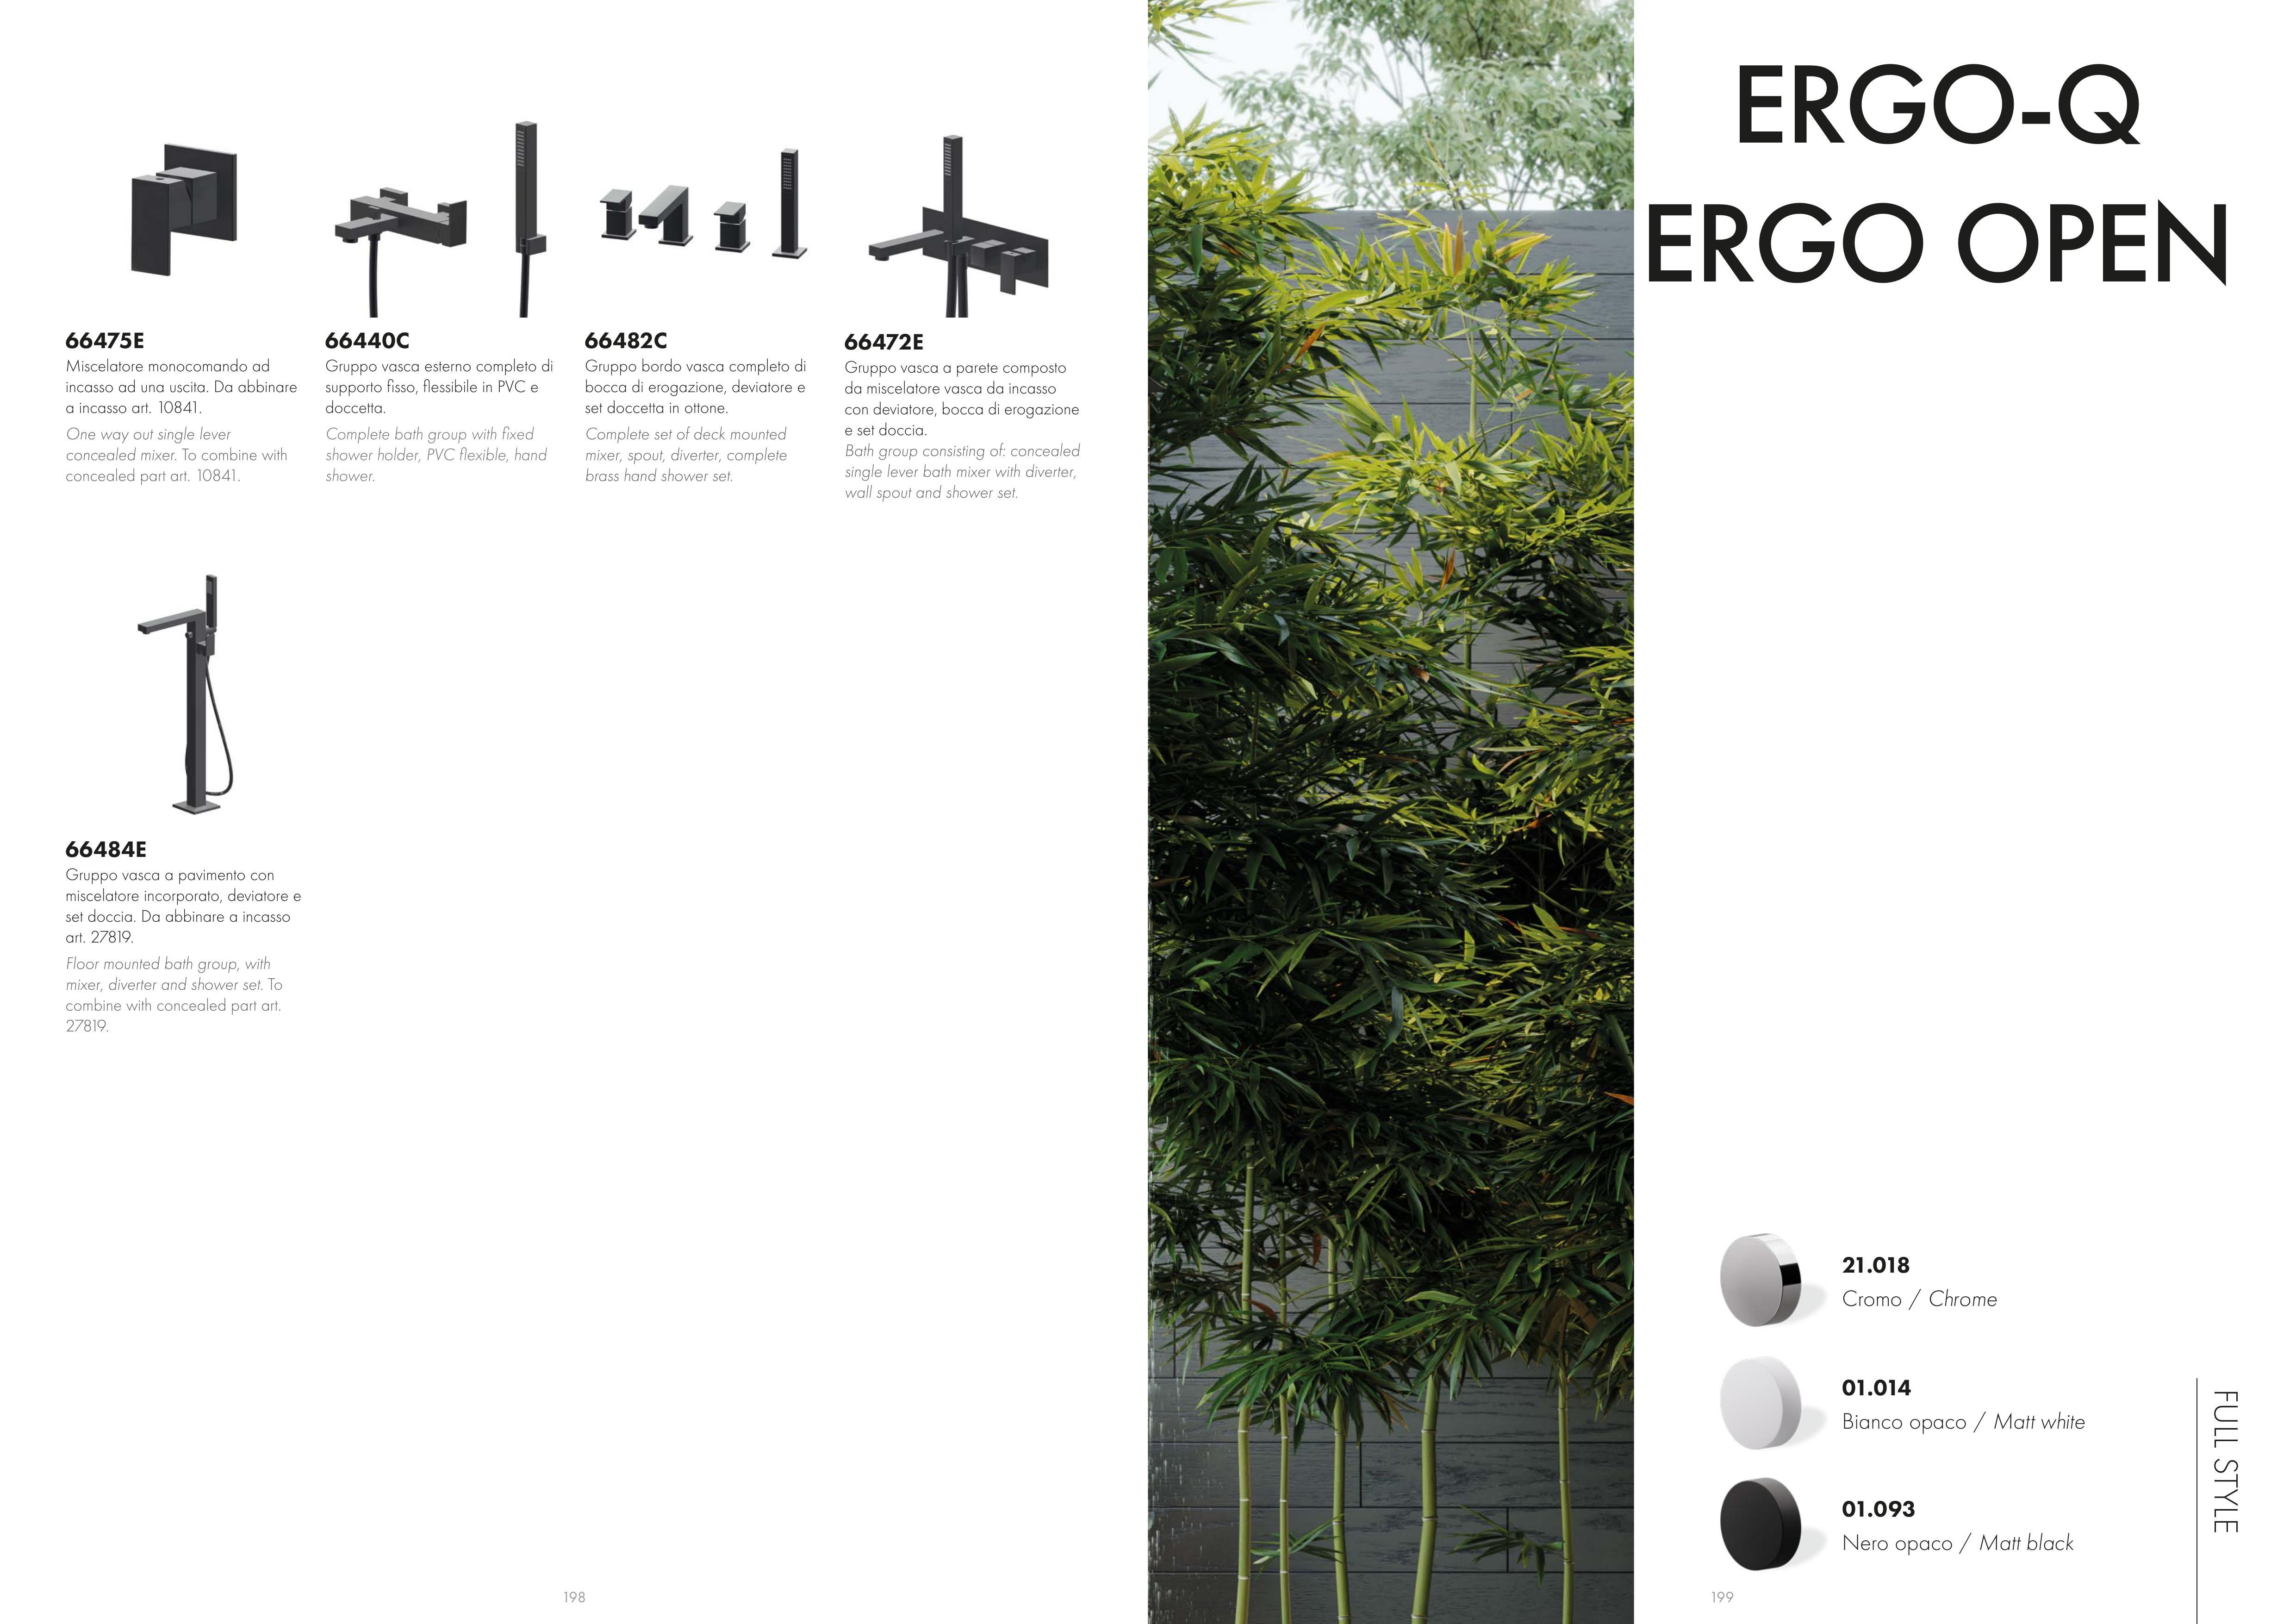 66475E
Miscelatore monocomando ad
incasso ad una uscita. Da abbinare
a incasso art. 10841.
One way out single lever
concealed mixer. To combine with
concealed part art. 10841.
66440C
Gruppo vasca esterno completo di
supporto fisso, flessibile in PVC e
doccetta.
Complete bath group with fixed
shower holder, PVC flexible, hand
shower.
66482C
Gruppo bordo vasca completo di
bocca di erogazione, deviatore e
set doccetta in ottone.
Complete set of deck mounted
mixer, spout, diverter, complete
brass hand shower set.
66472E
Gruppo vasca a parete composto
da miscelatore vasca da incasso
con deviatore, bocca di erogazione
e set doccia.
Bath group consisting of: concealed
single lever bath mixer with diverter,
wall spout and shower set.
66484E
Gruppo vasca a pavimento con
miscelatore incorporato, deviatore e
set doccia. Da abbinare a incasso
art. 27819.
Floor mounted bath group, with
mixer, diverter and shower set. To
combine with concealed part art.
27819.
198
ERGO-Q
ERGO OPEN
21.018
Cromo / Chrome
01.014
Bianco opaco / Matt white
01.093
Nero opaco / Matt black
FULL STYLE
199